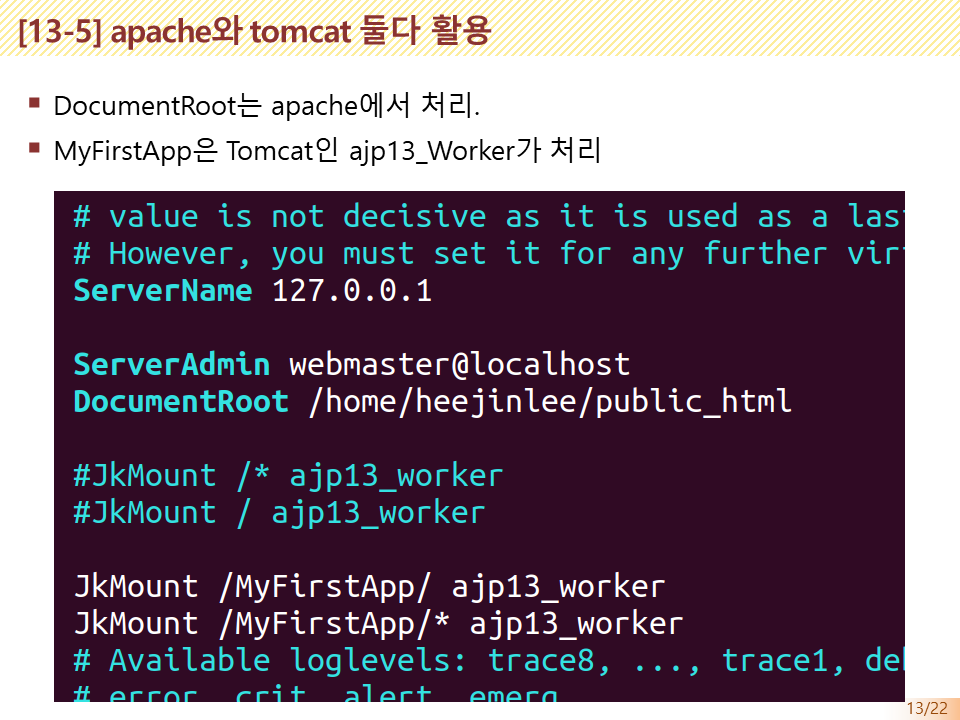 [13-5] apache와 tomcat 둘다 활용
DocumentRoot는 apache에서 처리.
MyFirstApp은 Tomcat인 ajp13_Worker가 처리
# value is not decisive as it is used as a las
# However, you must set it for any further vir
ServerName 127.0.0.1
ServerAdmin webmaster@localhost
DocumentRoot /home/heejinlee/public_html
#JkMount /* ajp13_worker
#JkMount / ajp13_worker
JkMount /MyFirstApp/ ajp13_worker
JkMount /MyFirstApp/* ajp13_worker
# Available loglevels: trace8, ..., trace1, de
# error, crit, alert, emerg
13/22